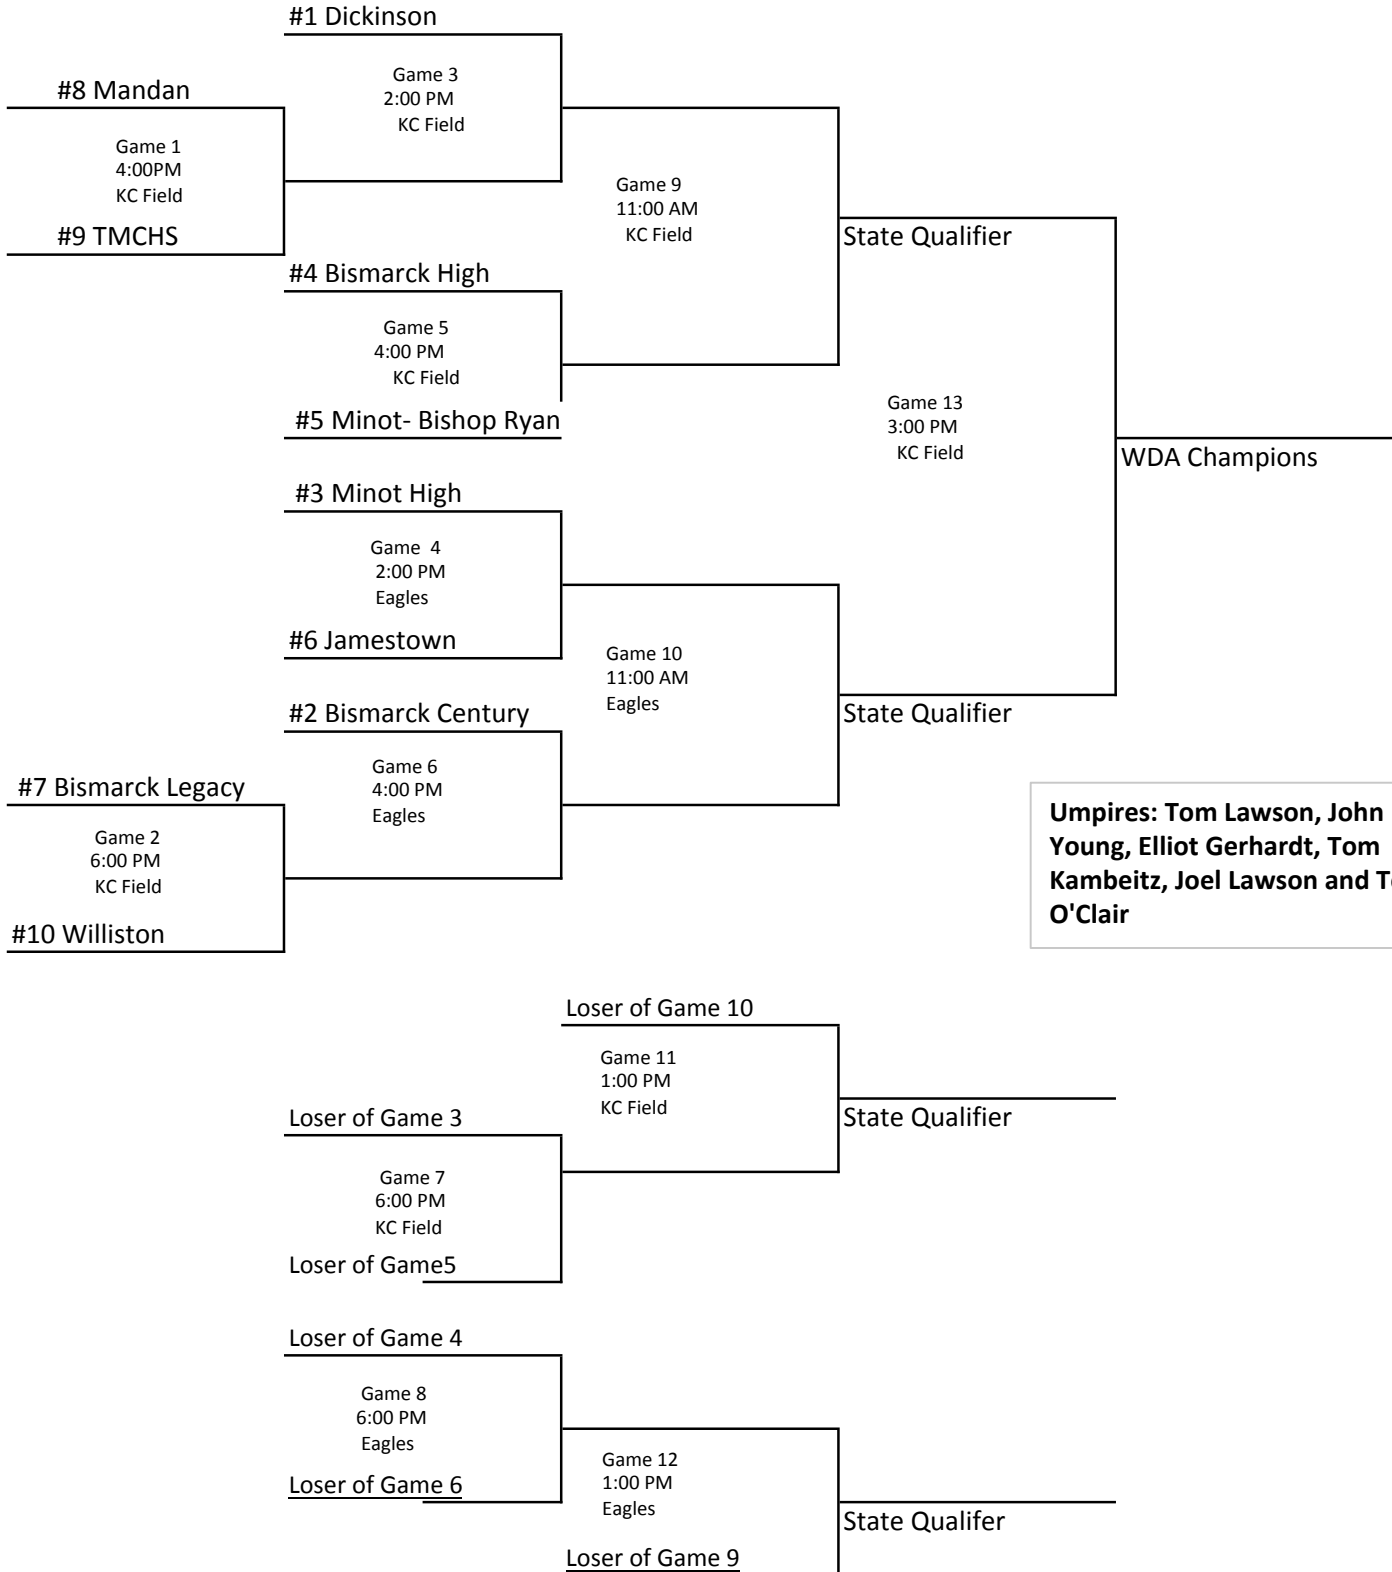 #1 Dickinson
Game 3
2:00 PM
KC Field
#8 Mandan
Game 1
4:00PM
KC Field
#9 TMCHS
Game 9
11:00 AM
KC Field
State Qualifier
#4 Bismarck High
Game 5
4:00 PM
KC Field
#5 Minot- Bishop Ryan
Game 13
3:00 PM
KC Field
WDA Champions
#3 Minot High
Game 4
2:00 PM
Eagles
#6 Jamestown
Game 10
11:00 AM
Eagles
State Qualifier
#2 Bismarck Century
Game 6
4:00 PM
Eagles
#7 Bismarck Legacy
Game 2
6:00 PM
KC Field
#10 Williston
Umpires: Tom Lawson, John
Young, Elliot Gerhardt, Tom
Kambeitz, Joel Lawson and
O'Clair
Loser of Game 10
Game 11
1:00 PM
KC Field
State Qualifier
Loser of Game 3
Game 7
6:00 PM
KC Field
Loser of Game5
Loser of Game 4
Game 8
6:00 PM
Eagles
Loser of Game 6
Game 12
1:00 PM
Eagles
State Qualifer
Loser of Game 9